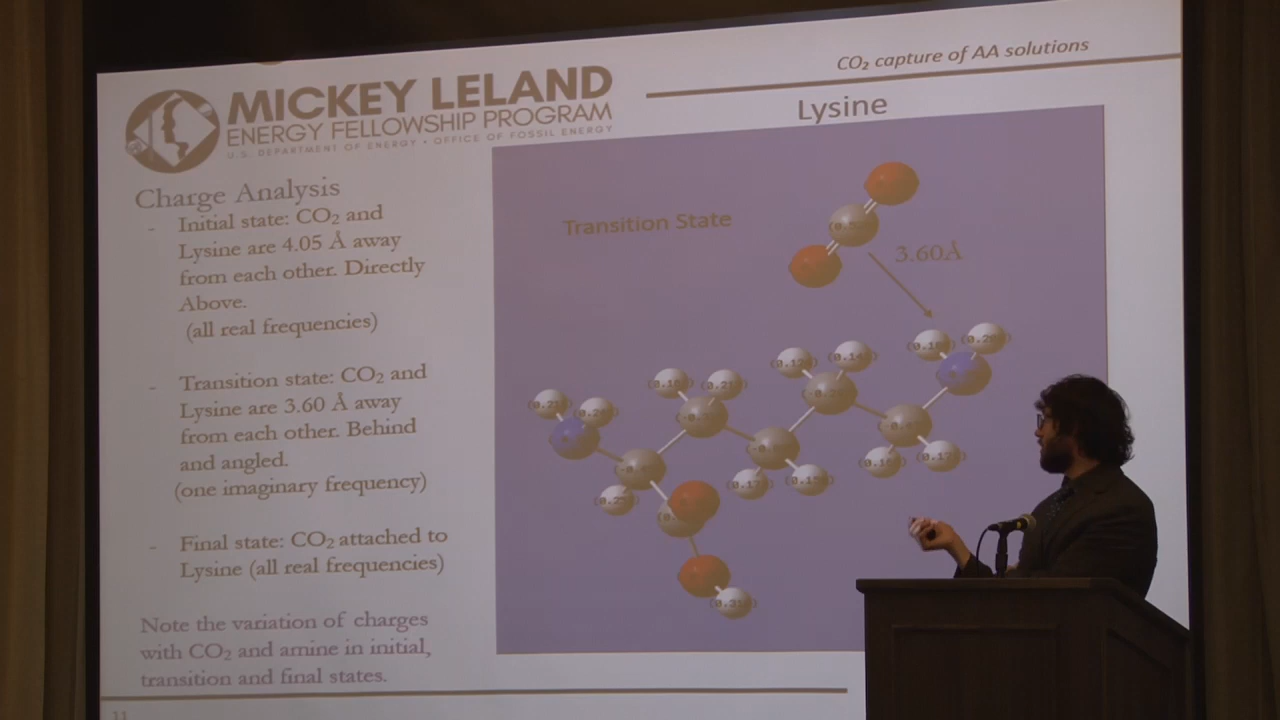 CO₂ capture of AA solutions
MICKEY LELAND
ENERGY FELLOWSHIP PROGRAM
U.S. DEPARTMENT OF ENERGY • OFFICE OF FOSSIL ENERGY
Lysine
Charge Analysis
- Initial state: CO₂ and
Lysine are 4.05 Å away
from each other. Directly
Above.
(all real frequencies)
- Transition state: CO₂ and
Lysine are 3.60 Å away
from each other. Behind
and angled.
(one imaginary frequency)
- Final state: CO₂ attached to
Lysine (all real frequencies)
Note the variation of charges
with CO₂ and amine in initial,
transition and final states.
Transition State
3.60Å
11